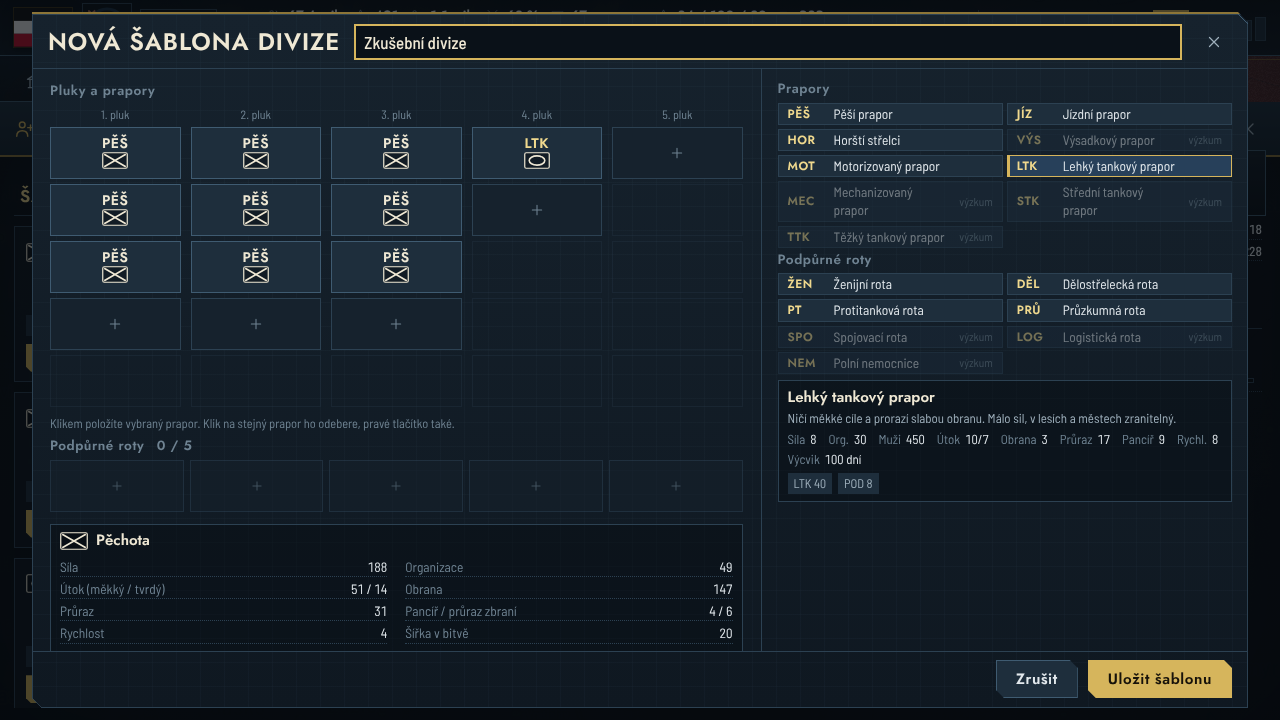 NOVÁ ŠABLONA DIVIZE
Zkušební divize
Pluky a prapory
1. pluk 2. pluk 3. pluk 4. pluk 5. pluk
PĚŠ PĚŠ PĚŠ LTK +
PĚŠ PĚŠ PĚŠ +
PĚŠ PĚŠ PĚŠ
+ + +
Klikem položíte vybraný prapor. Klik na stejný prapor ho odebere, pravé tlačítko také.
Podpůrné roty 0 / 5
+ + + + +
Pěchota
Síla 188 Organizace 49
Útok (měkký / tvrdý) 51 / 14 Obrana 147
Průraz 31 Pancíř / průraz zbraní 4 / 6
Rychlost 4 Šířka v bitvě 20
Prapory
PĚŠ Pěší prapor JÍZ Jízdní prapor
HOR Horští střelci VÝS Výsadkový prapor výzkum
MOT Motorizovaný prapor LTK Lehký tankový prapor
MEC Mechanizovaný prapor výzkum STK Střední tankový prapor výzkum
TTK Těžký tankový prapor výzkum
Podpůrné roty
ŽEN Ženijní rota DĚL Dělostřelecká rota
PT Protitanková rota PRŮ Průzkumná rota
SPO Spojovací rota výzkum LOG Logistická rota výzkum
NEM Polní nemocnice výzkum
Lehký tankový prapor
Ničí měkké cíle a prorazí slabou obranu. Málo sil, v lesích a městech zranitelný.
Síla 8 Org. 30 Muži 450 Útok 10/7 Obrana 3 Průraz 17 Pancíř 9 Rychl. 8
Výcvik 100 dní
LTK 40 POD 8
Zrušit Uložit šablonu